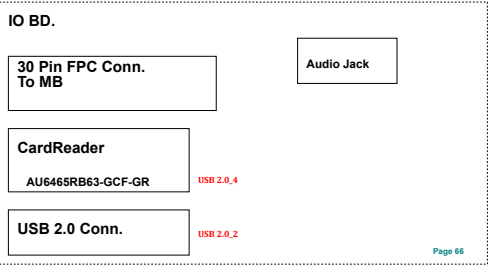 IO BD.
30 Pin FPC Conn.
To MB
Audio Jack
CardReader
AU6465RB63-GCF-GR
USB 2.0_4
USB 2.0 Conn.
USB 2.0_2
Page 66